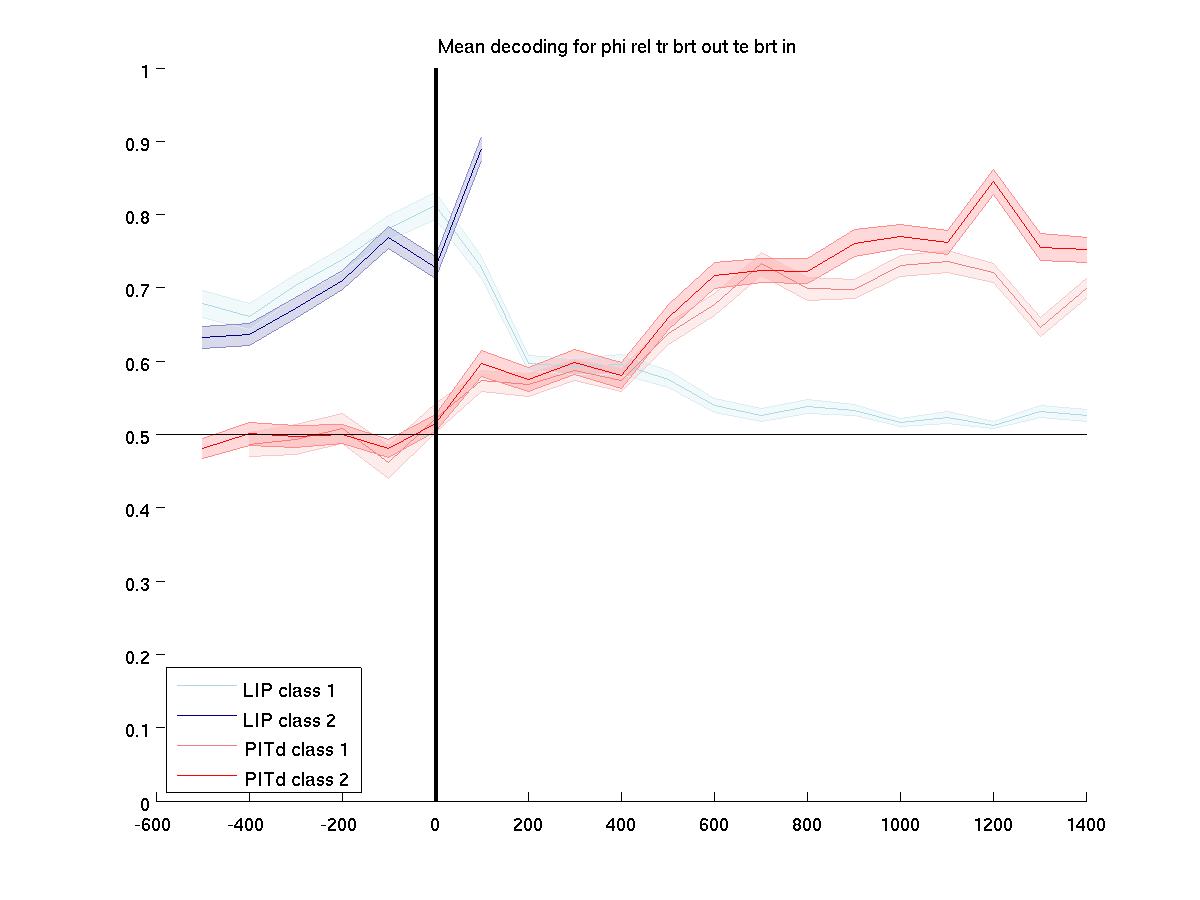 Mean decoding for phi rel tr brt out te brt in
1
0.9
0.8
0.7
0.6
0.5
0.4
0.3
0.2
0.1
0
LIP class 1
LIP class 2
PITd class 1
PITd class 2
-600 -400 -200 0 200 400 600 800 1000 1200 1400